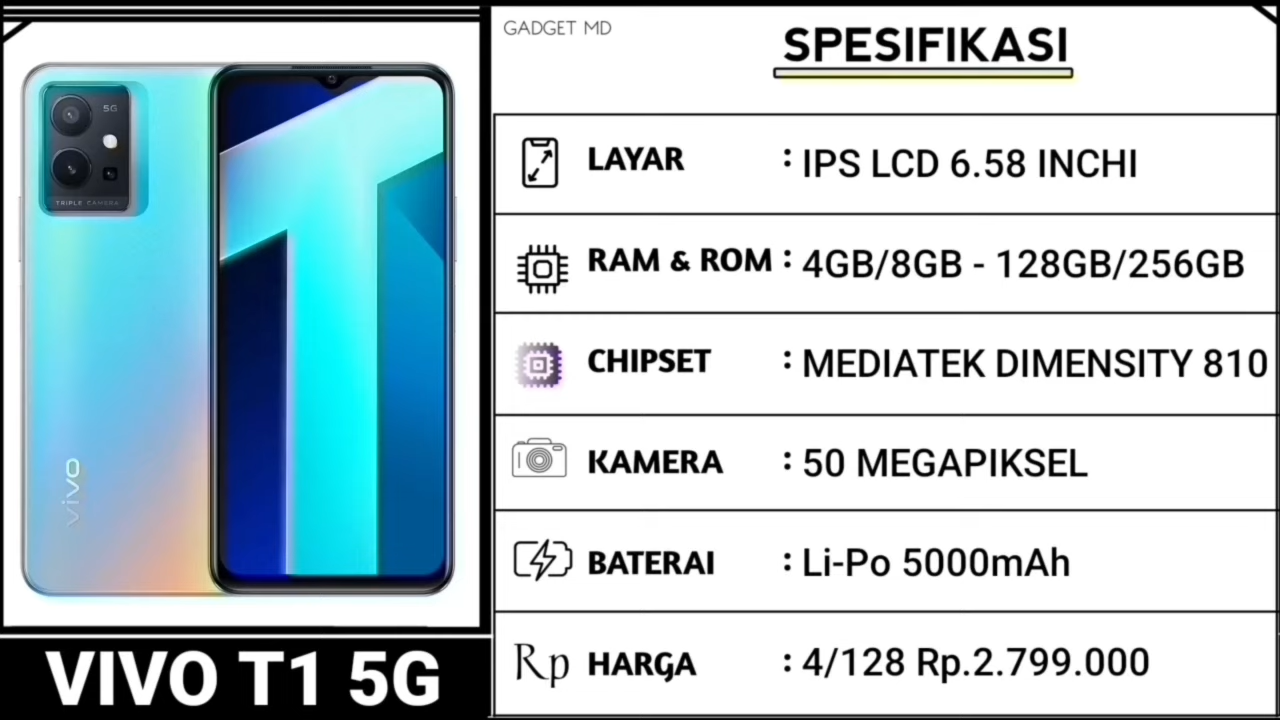 5G
TRIPLE CAMERA
vivo
VIVO T1 5G
GADGET MD
SPESIFIKASI
LAYAR : IPS LCD 6.58 INCHI
RAM & ROM : 4GB/8GB - 128GB/256GB
CHIPSET : MEDIATEK DIMENSITY 810
KAMERA : 50 MEGAPIKSEL
BATERAI : Li-Po 5000mAh
Rp HARGA : 4/128 Rp.2.799.000